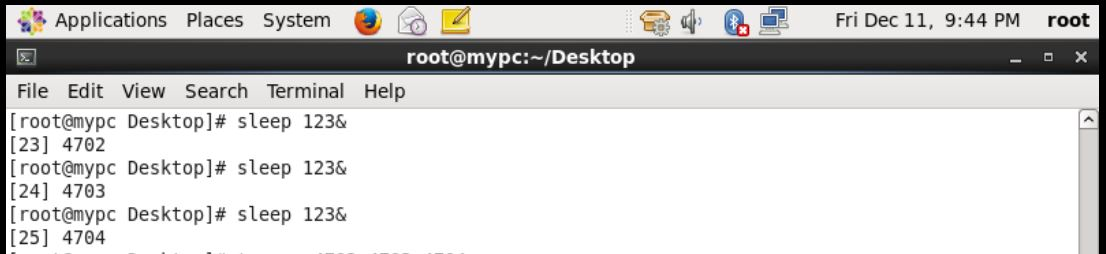 Applications Places System Fri Dec 11, 9:44 PM root
root@mypc:~/Desktop
File Edit View Search Terminal Help
[root@mypc Desktop]# sleep 123&
[23] 4702
[root@mypc Desktop]# sleep 123&
[24] 4703
[root@mypc Desktop]# sleep 123&
[25] 4704